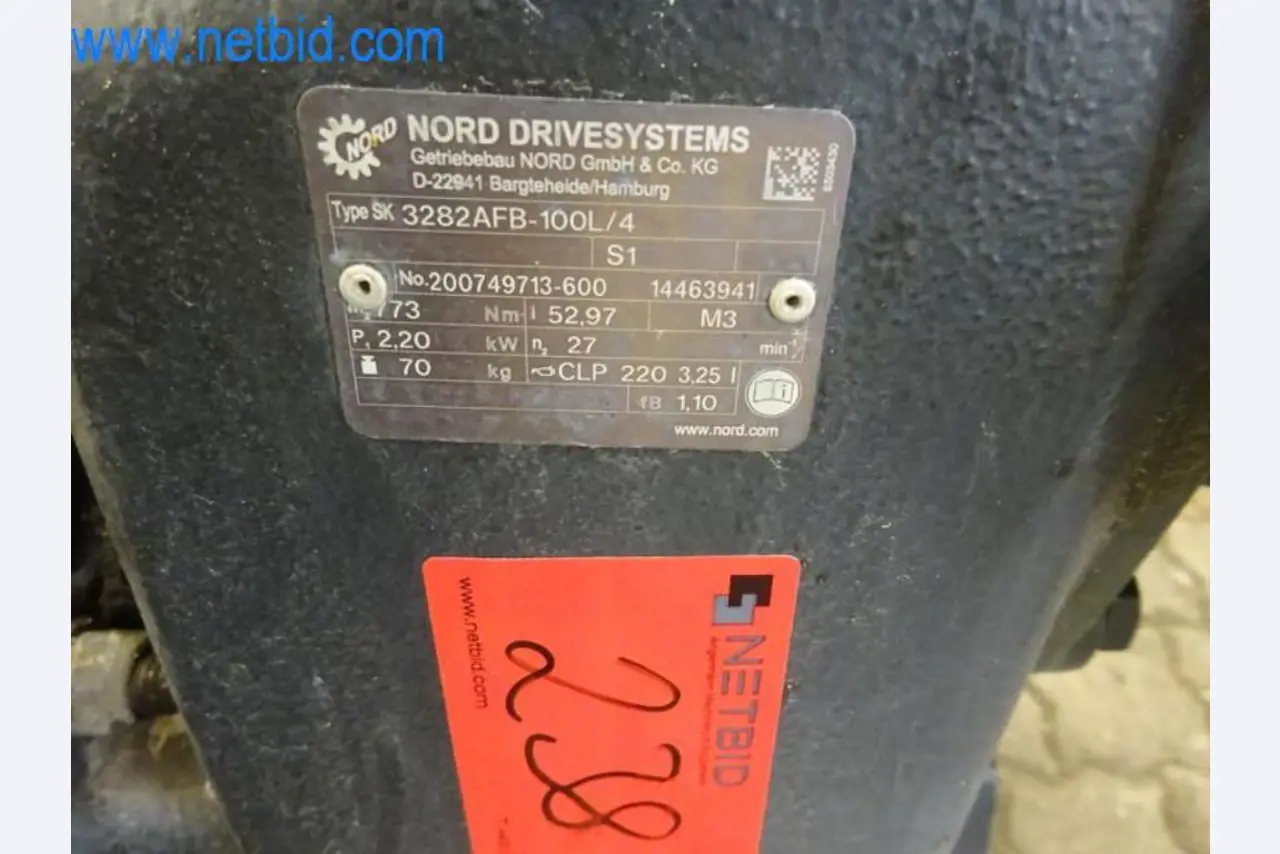 www.netbid.com
NORD
NORD DRIVESYSTEMS
Getriebebau NORD GmbH & Co. KG
D-22941 Bargteheide/Hamburg
Type SK 3282AFB-100L/4
S1
No. 200749713-600 14463941
773 Nm i 52,97 M3
P₁ 2,20 kW n₂ 27 min⁻¹
70 kg CLP 220 3,25 l
fB 1,10
www.nord.com
www.netbid.com
NETBID
238